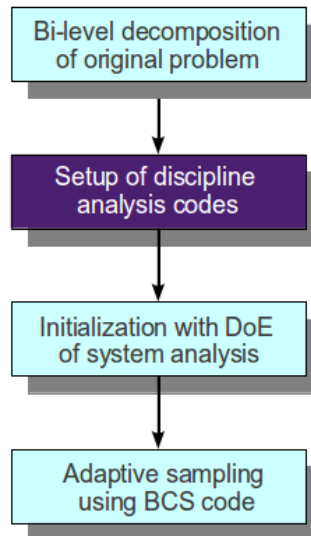 Bi-level decomposition
of original problem
Setup of discipline
analysis codes
Initialization with DoE
of system analysis
Adaptive sampling
using BCS code